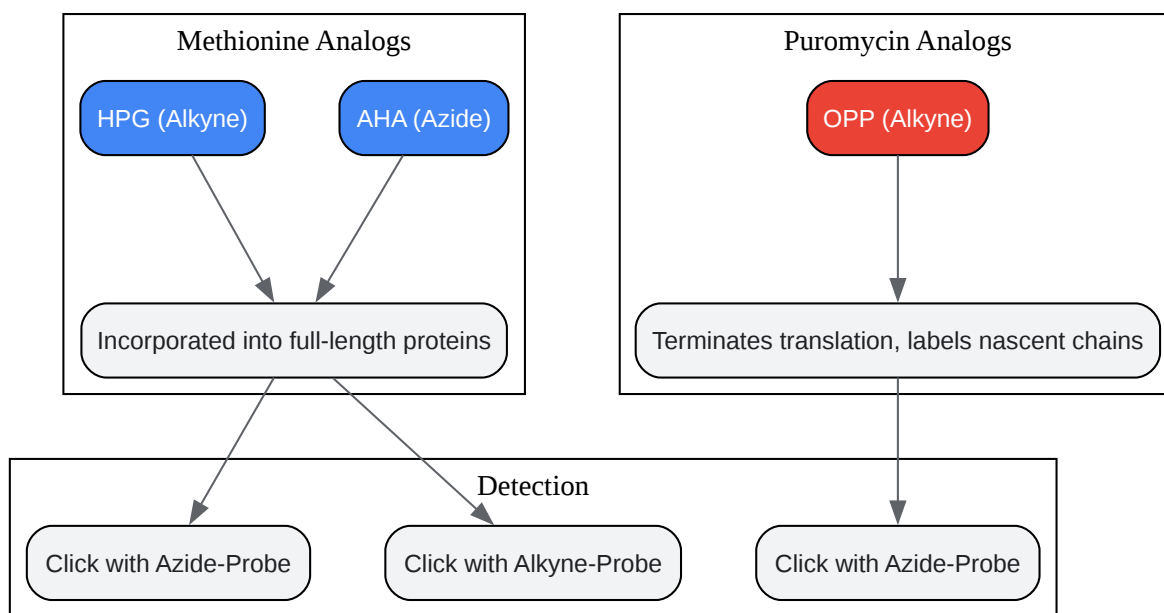 Methionine Analogs
Puromycin Analogs
HPG (Alkyne)
AHA (Azide)
OPP (Alkyne)
Incorporated into full-length proteins
Terminates translation, labels nascent chains
Detection
Click with Azide-Probe
Click with Alkyne-Probe
Click with Azide-Probe